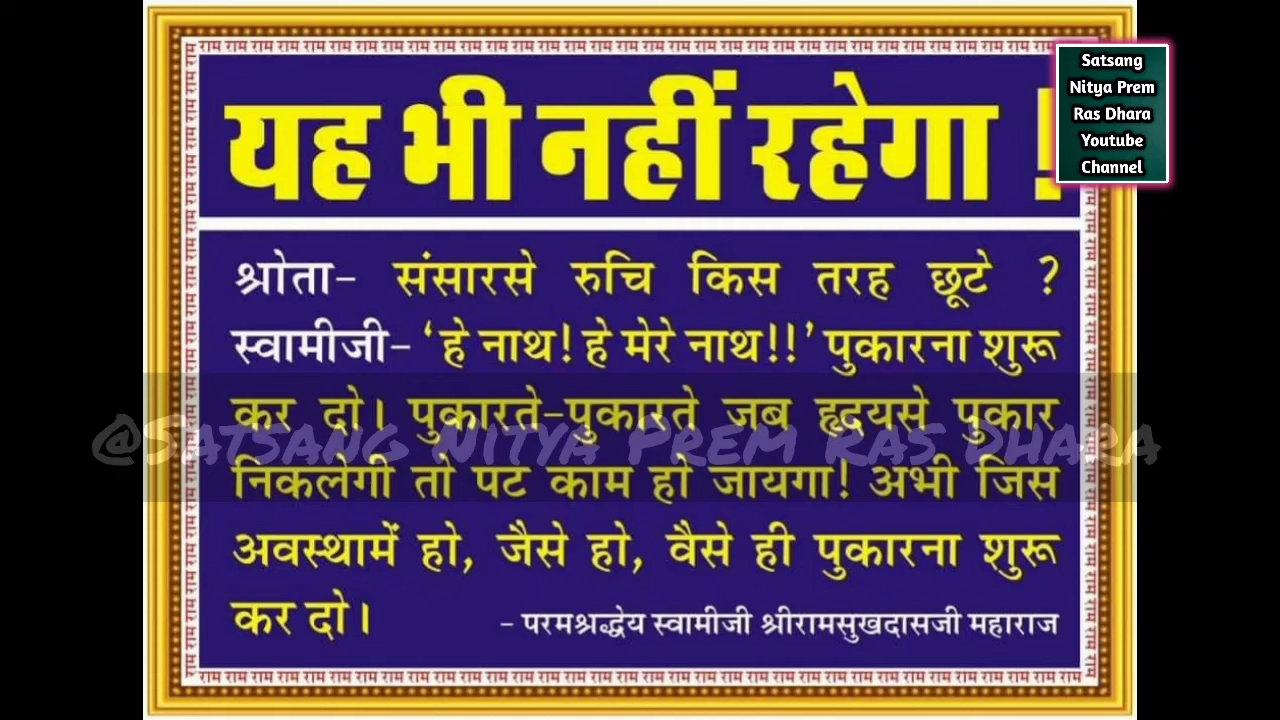 यह भी नहीं रहेगा !
Satsang
Nitya Prem
Ras Dhara
Youtube
Channel
श्रोता- संसारसे रुचि किस तरह छूटे ?
स्वामीजी- ‘हे नाथ! हे मेरे नाथ!!’ पुकारना शुरू
कर दो। पुकारते-पुकारते जब हृदयसे पुकार
@Satsang Nitya Prem Ras Dhara
निकलेगी तो पट काम हो जायगा! अभी जिस
अवस्थामें हो, जैसे हो, वैसे ही पुकारना शुरू
कर दो।
- परमश्रद्धेय स्वामीजी श्रीरामसुखदासजी महाराज
राम राम राम राम राम राम राम राम राम राम राम राम राम राम राम राम राम राम राम राम राम राम राम राम राम राम राम राम राम राम राम राम राम राम